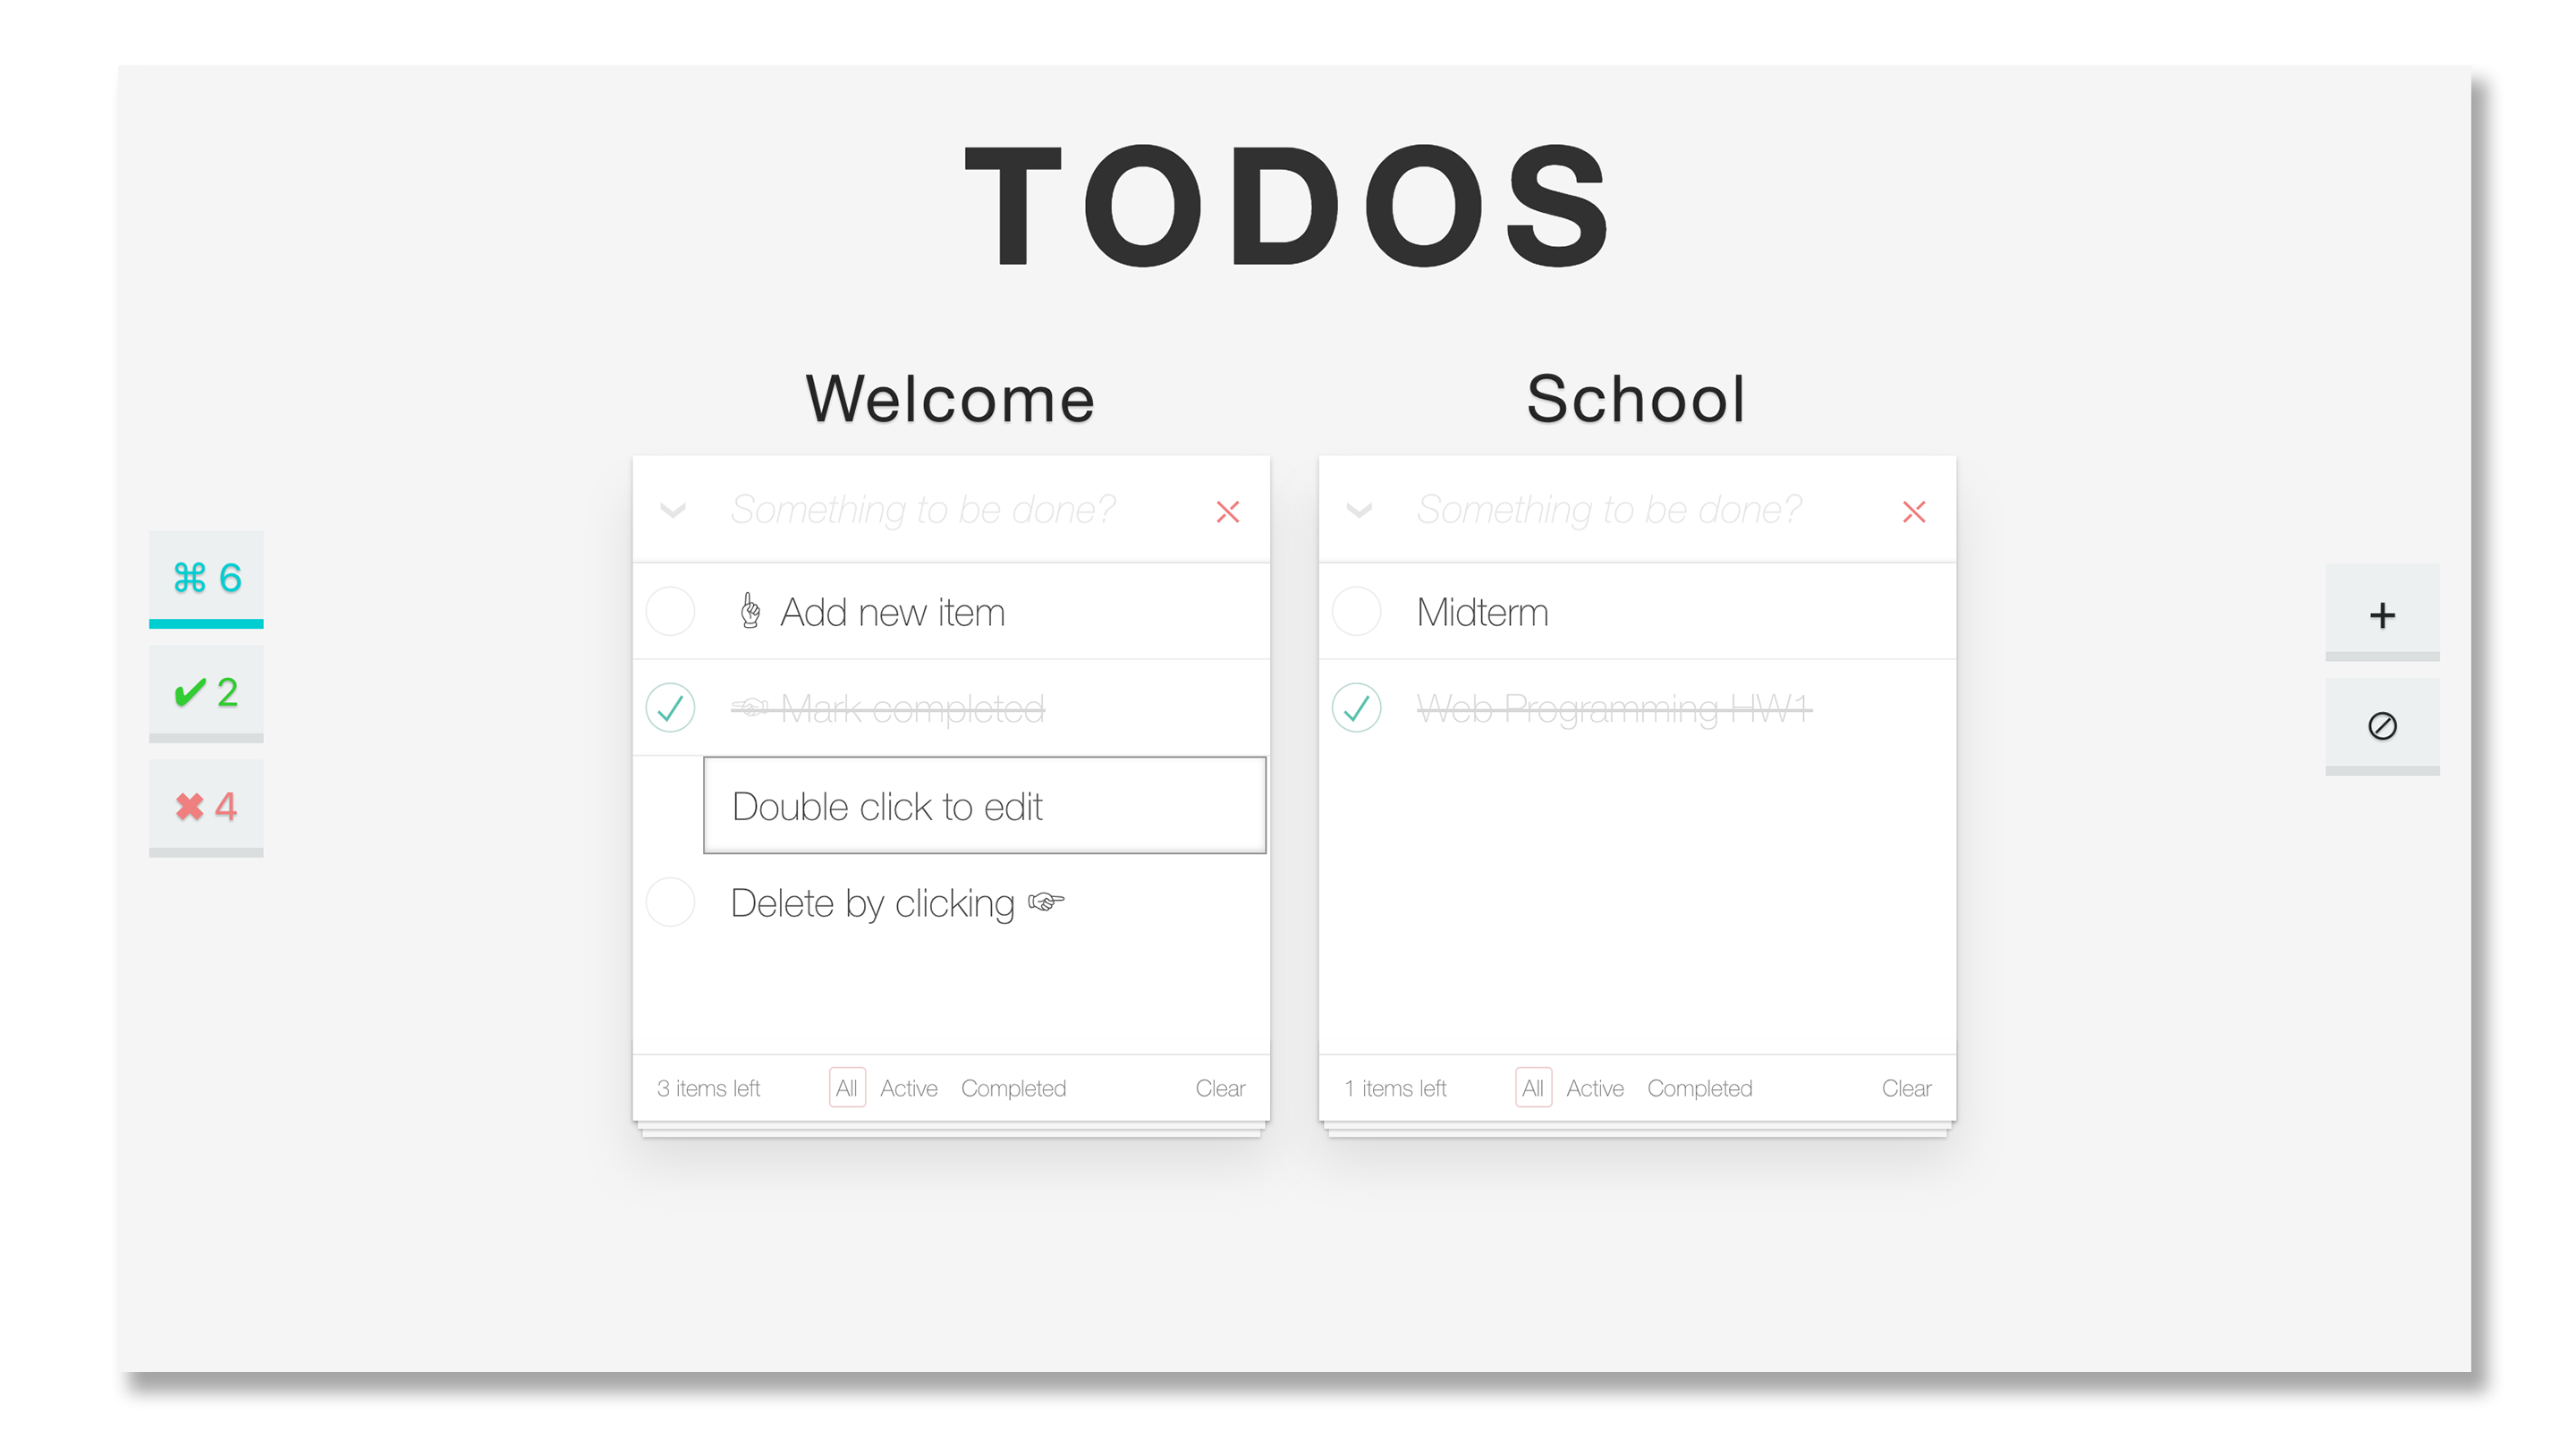 TODOS
Welcome
Something to be done?
☝ Add new item
☜ Mark completed
Double click to edit
Delete by clicking ☞
3 items left All Active Completed Clear
School
Something to be done?
Midterm
Web Programming HW1
1 items left All Active Completed Clear
⌘ 6
✔ 2
✖ 4
+
⊘